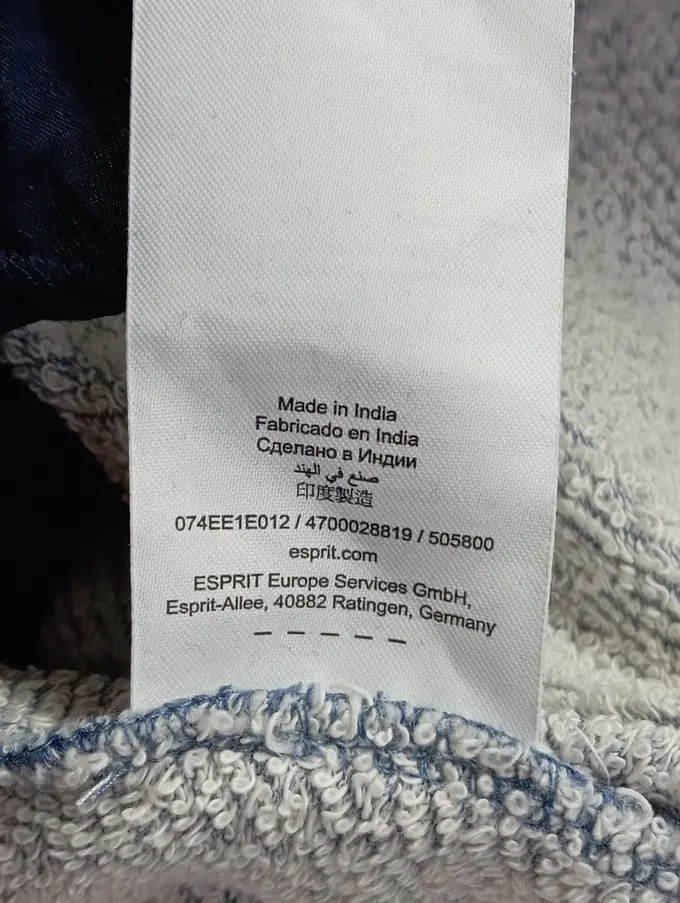 Made in India
Fabricado en India
Сделано в Индии
صنع في الهند
印度製造
074EE1E012 / 4700028819 / 505800
esprit.com
ESPRIT Europe Services GmbH,
Esprit-Allee, 40882 Ratingen, Germany